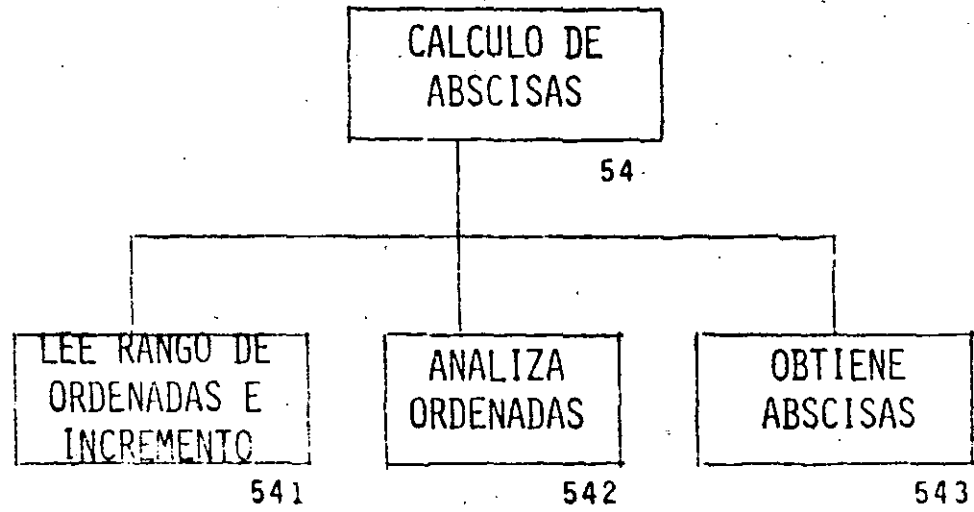 CALCULO DE
ABSCISAS
54
LEE RANGO DE
ORDENADAS E
INCREMENTO
541
ANALIZA
ORDENADAS
542
OBTIENE
ABSCISAS
543